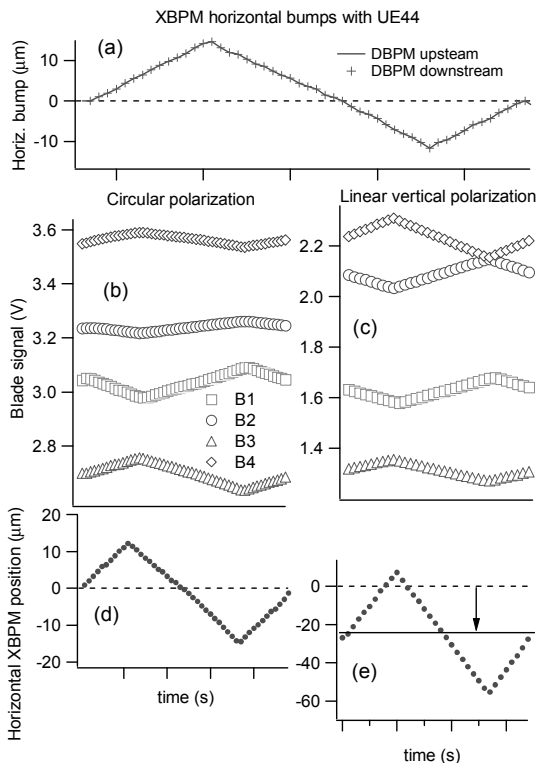 XBPM horizontal bumps with UE44
(a)
DBPM upsteam
DBPM downstream
Horiz. bump (μm)
10
0
-10
Circular polarization
Linear vertical polarization
(b)
(c)
Blade signal (V)
3.6
3.2
3.0
2.8
2.2
2.0
1.8
1.6
1.4
B1
B2
B3
B4
(d)
(e)
Horizontal XBPM position (μm)
20
10
0
-10
-20
0
-20
-40
-60
time (s)
time (s)